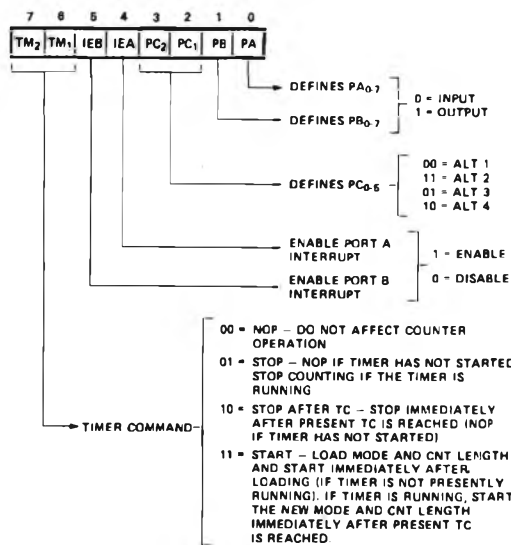 7 6 5 4 3 2 1 0
TM2 TM1 IEB IEA PC2 PC1 PB PA
DEFINES PA0-7
0 = INPUT
1 = OUTPUT
DEFINES PB0-7
DEFINES PC0-5
00 = ALT 1
11 = ALT 2
01 = ALT 3
10 = ALT 4
ENABLE PORT A
INTERRUPT
1 = ENABLE
0 = DISABLE
ENABLE PORT B
INTERRUPT
TIMER COMMAND
00 = NOP – DO NOT AFFECT COUNTER
OPERATION
01 = STOP – NOP IF TIMER HAS NOT STARTED
STOP COUNTING IF THE TIMER IS
RUNNING
10 = STOP AFTER TC – STOP IMMEDIATELY
AFTER PRESENT TC IS REACHED (NOP
IF TIMER HAS NOT STARTED)
11 = START – LOAD MODE AND CNT LENGTH
AND START IMMEDIATELY AFTER
LOADING (IF TIMER IS NOT PRESENTLY
RUNNING). IF TIMER IS RUNNING, START
THE NEW MODE AND CNT LENGTH
IMMEDIATELY AFTER PRESENT TC
IS REACHED.